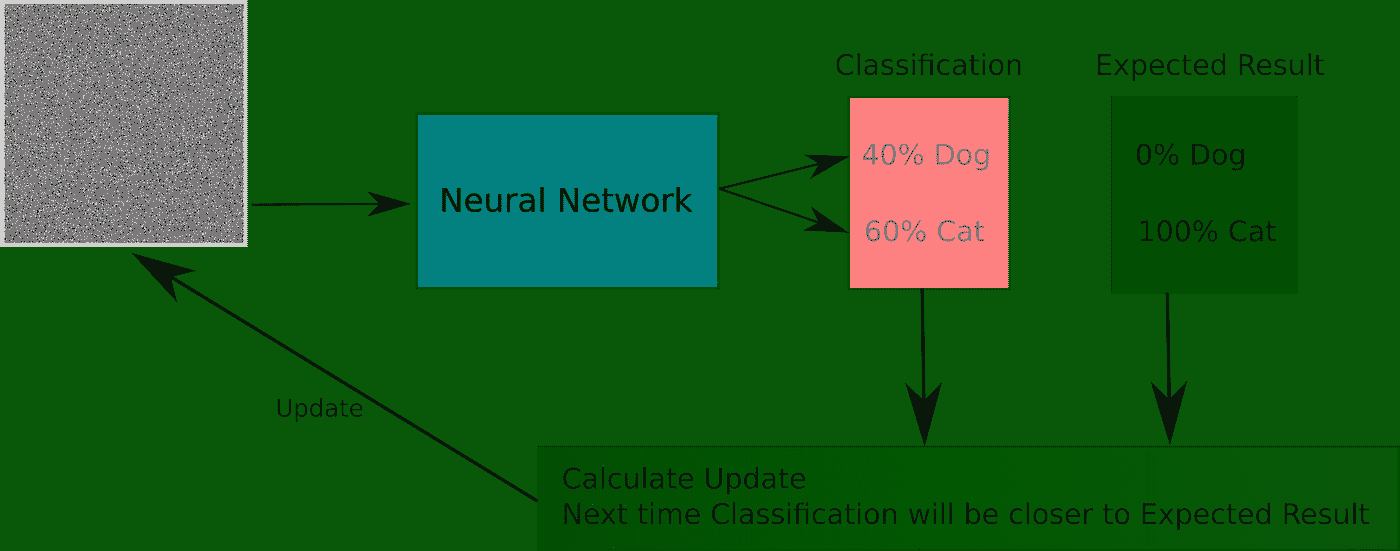 Classification
Expected Result
Neural Network
40% Dog
60% Cat
0% Dog
100% Cat
Update
Calculate Update
Next time Classification will be closer to Expected Result